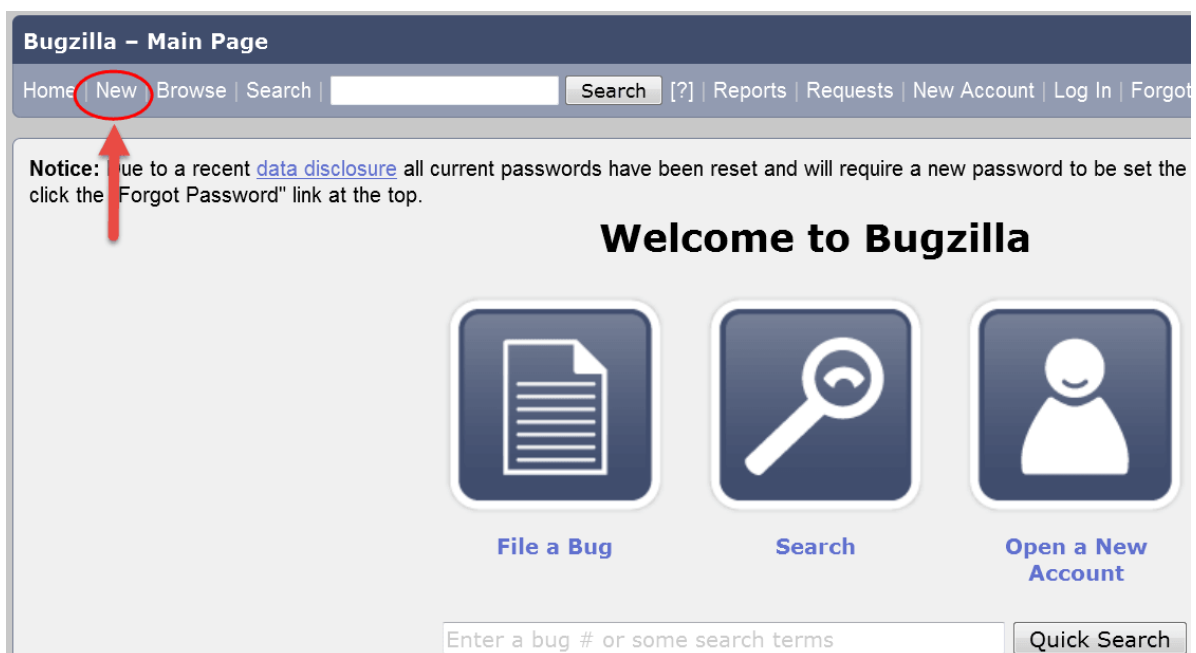 Bugzilla – Main Page
Home | New | Browse | Search | Search [?] | Reports | Requests | New Account | Log In | Forgot
Notice: Due to a recent data disclosure all current passwords have been reset and will require a new password to be set the
click the "Forgot Password" link at the top.
Welcome to Bugzilla
File a Bug
Search
Open a New
Account
Enter a bug # or some search terms
Quick Search